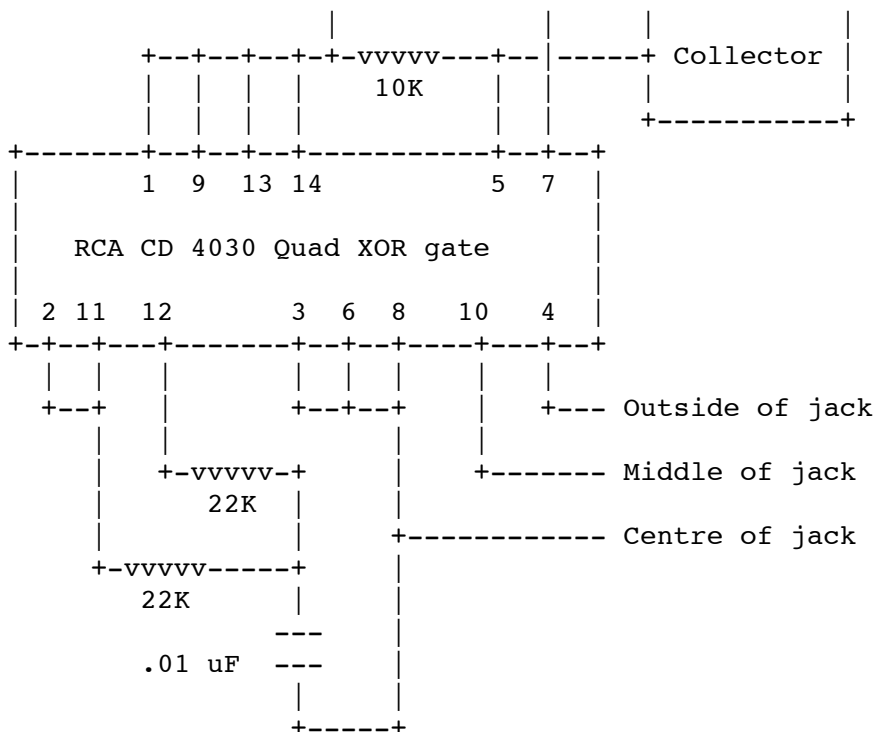 Collector
10K
1 9 13 14 5 7
RCA CD 4030 Quad XOR gate
2 11 12 3 6 8 10 4
Outside of jack
Middle of jack
22K
Centre of jack
22K
.01 uF